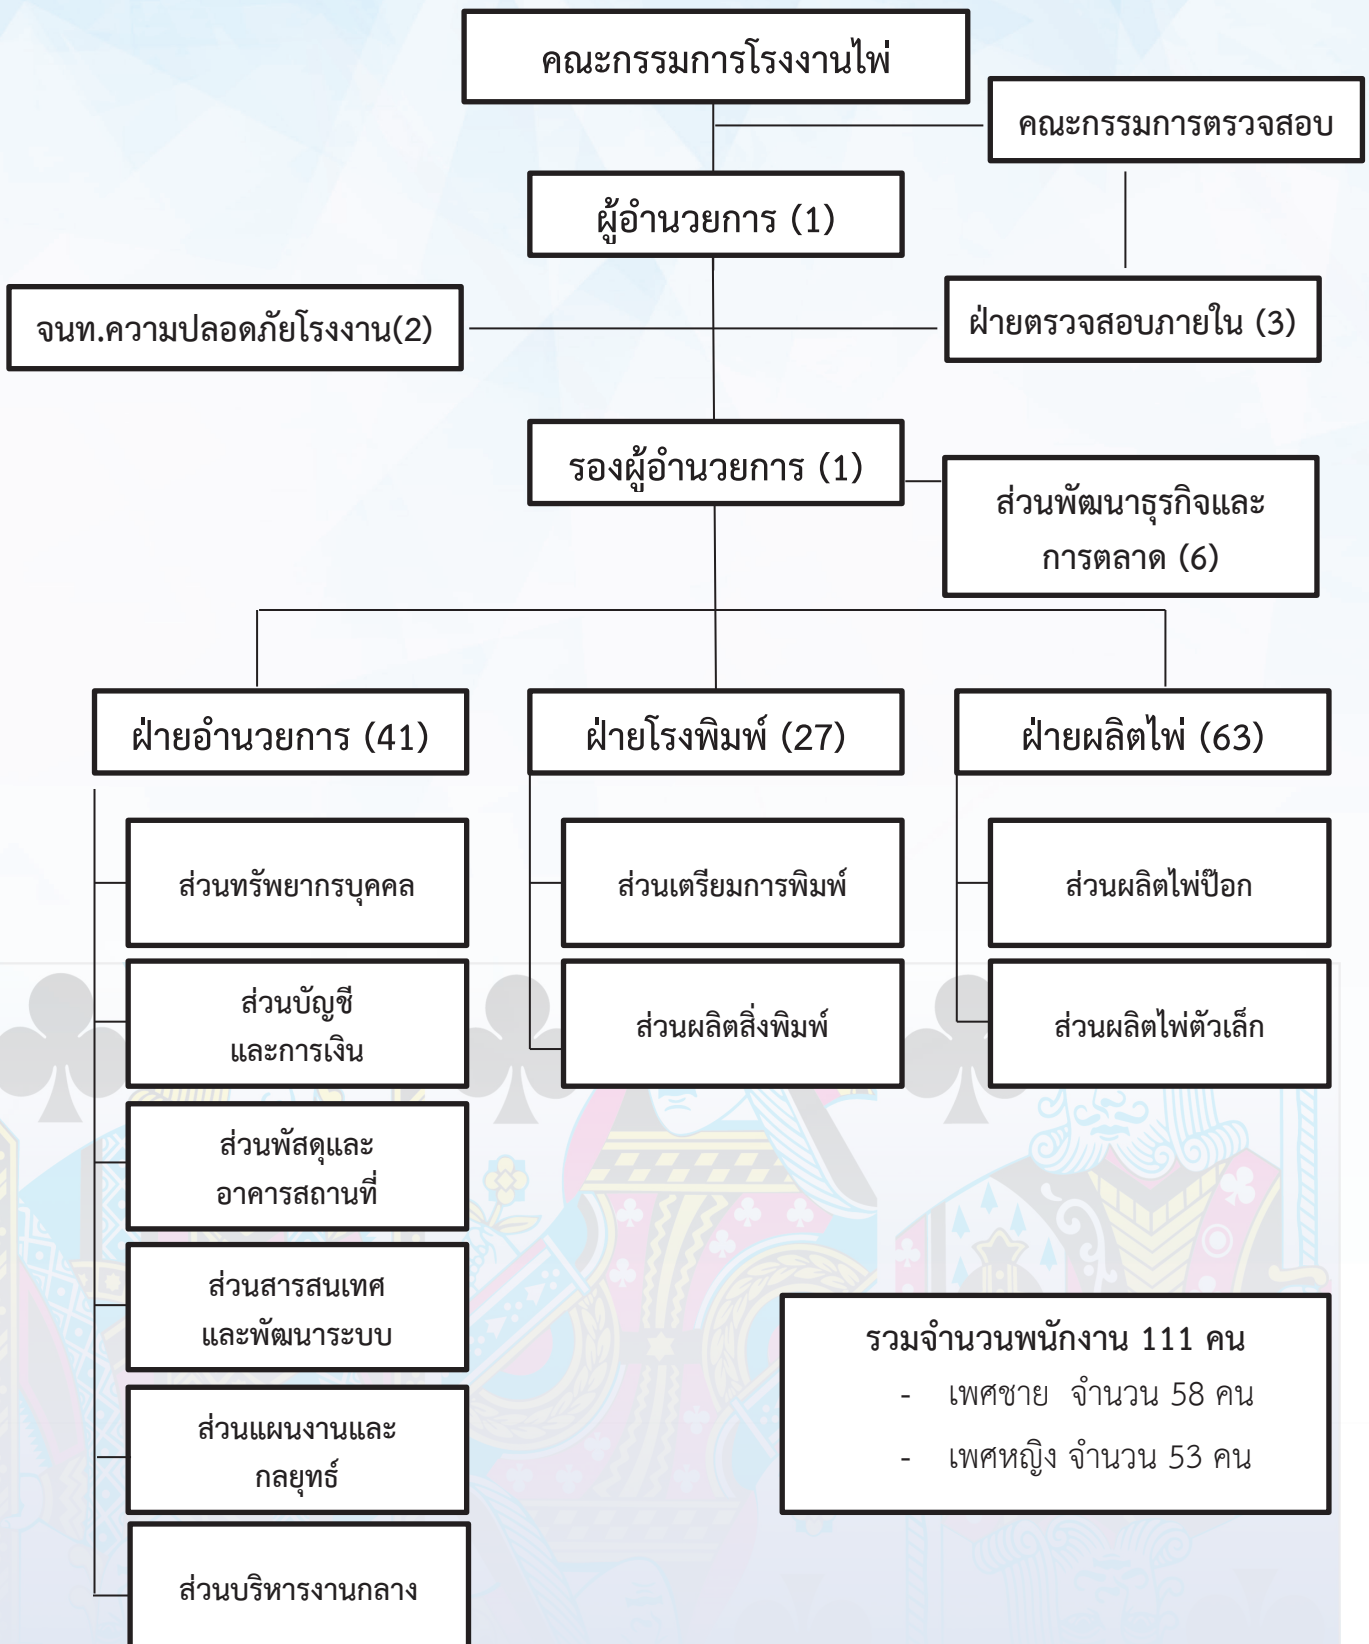 คณะกรรมการโรงงานไพ่
คณะกรรมการตรวจสอบ
ผู้อำนวยการ (1)
จนท.ความปลอดภัยโรงงาน(2)
ฝ่ายตรวจสอบภายใน (3)
รองผู้อำนวยการ (1)
ส่วนพัฒนาธุรกิจและ
การตลาด (6)
ฝ่ายอำนวยการ (41)
ฝ่ายโรงพิมพ์ (27)
ฝ่ายผลิตไพ่ (63)
ส่วนทรัพยากรบุคคล
ส่วนเตรียมการพิมพ์
ส่วนผลิตไพ่ป๊อก
ส่วนบัญชี
และการเงิน
ส่วนผลิตสิ่งพิมพ์
ส่วนผลิตไพ่ตัวเล็ก
ส่วนพัสดุและ
อาคารสถานที่
ส่วนสารสนเทศ
และพัฒนาระบบ
ส่วนแผนงานและ
กลยุทธ์
ส่วนบริหารงานกลาง
รวมจำนวนพนักงาน 111 คน
- เพศชาย จำนวน 58 คน
- เพศหญิง จำนวน 53 คน